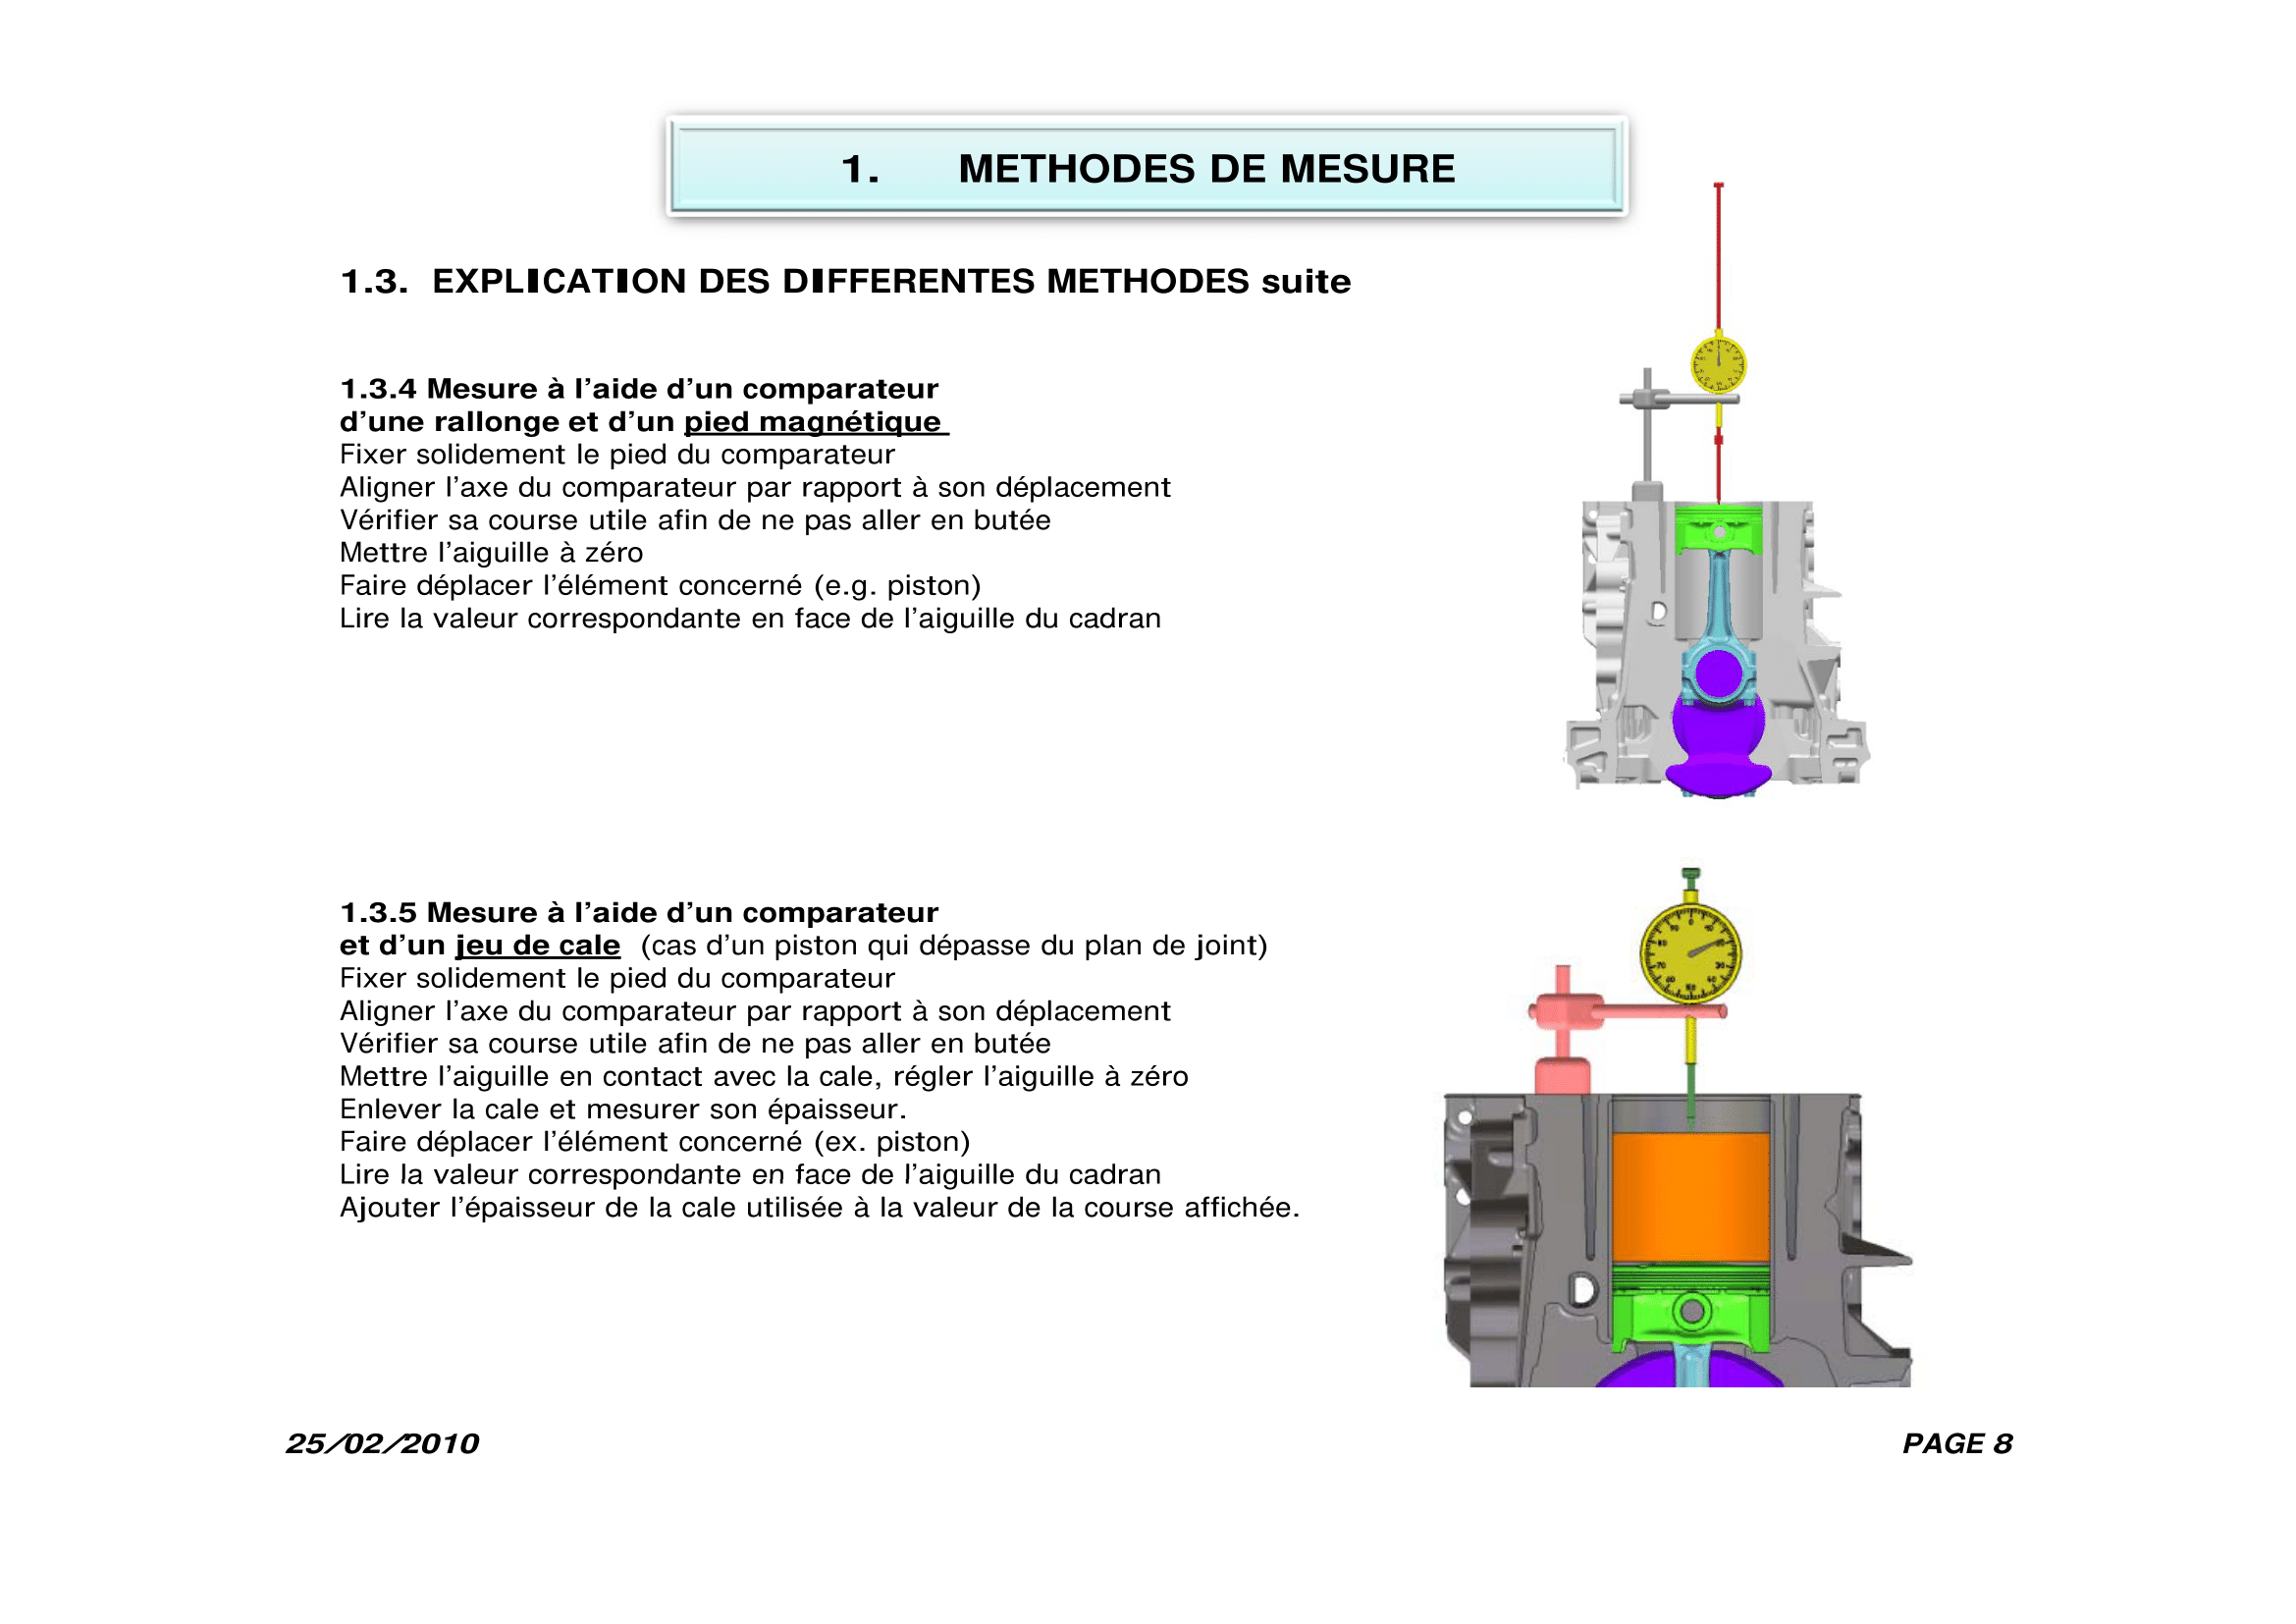 1. METHODES DE MESURE
1.3. EXPLICATION DES DIFFERENTES METHODES suite
1.3.4 Mesure à l’aide d’un comparateur
d’une rallonge et d’un pied magnétique
Fixer solidement le pied du comparateur
Aligner l’axe du comparateur par rapport à son déplacement
Vérifier sa course utile afin de ne pas aller en butée
Mettre l’aiguille à zéro
Faire déplacer l’élément concerné (e.g. piston)
Lire la valeur correspondante en face de l’aiguille du cadran
1.3.5 Mesure à l’aide d’un comparateur
et d’un jeu de cale (cas d’un piston qui dépasse du plan de joint)
Fixer solidement le pied du comparateur
Aligner l’axe du comparateur par rapport à son déplacement
Vérifier sa course utile afin de ne pas aller en butée
Mettre l’aiguille en contact avec la cale, régler l’aiguille à zéro
Enlever la cale et mesurer son épaisseur.
Faire déplacer l’élément concerné (ex. piston)
Lire la valeur correspondante en face de l’aiguille du cadran
Ajouter l’épaisseur de la cale utilisée à la valeur de la course affichée.
25/02/2010
PAGE 8